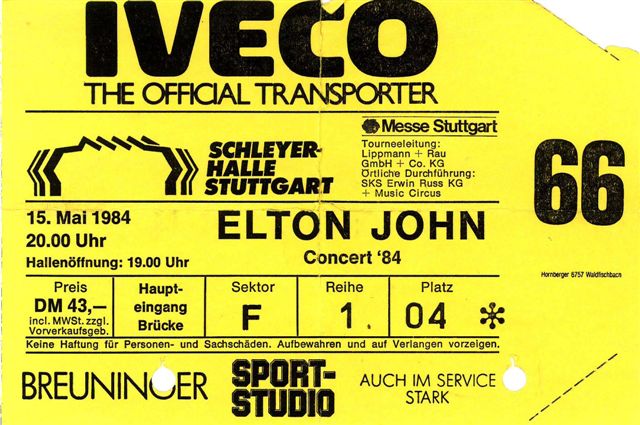 IVECO
THE OFFICIAL TRANSPORTER
SCHLEYER-
HALLE
STUTTGART
Messe Stuttgart
Tourneeleitung:
Lippmann + Rau
GmbH + Co. KG
Örtliche Durchführung:
SKS Erwin Russ KG
+ Music Circus
66
Hornberger 6757 Waldfischbach
15. Mai 1984
20.00 Uhr
Hallenöffnung: 19.00 Uhr
ELTON JOHN
Concert '84
Preis
DM 43,—
incl. MWSt. zzgl.
Vorverkaufsgeb.
Haupt-
eingang
Brücke
Sektor
F
Reihe
1.
Platz
04 *
Keine Haftung für Personen- und Sachschäden. Aufbewahren und auf Verlangen vorzeigen.
BREUNINGER
SPORT-
STUDIO
AUCH IM SERVICE
STARK